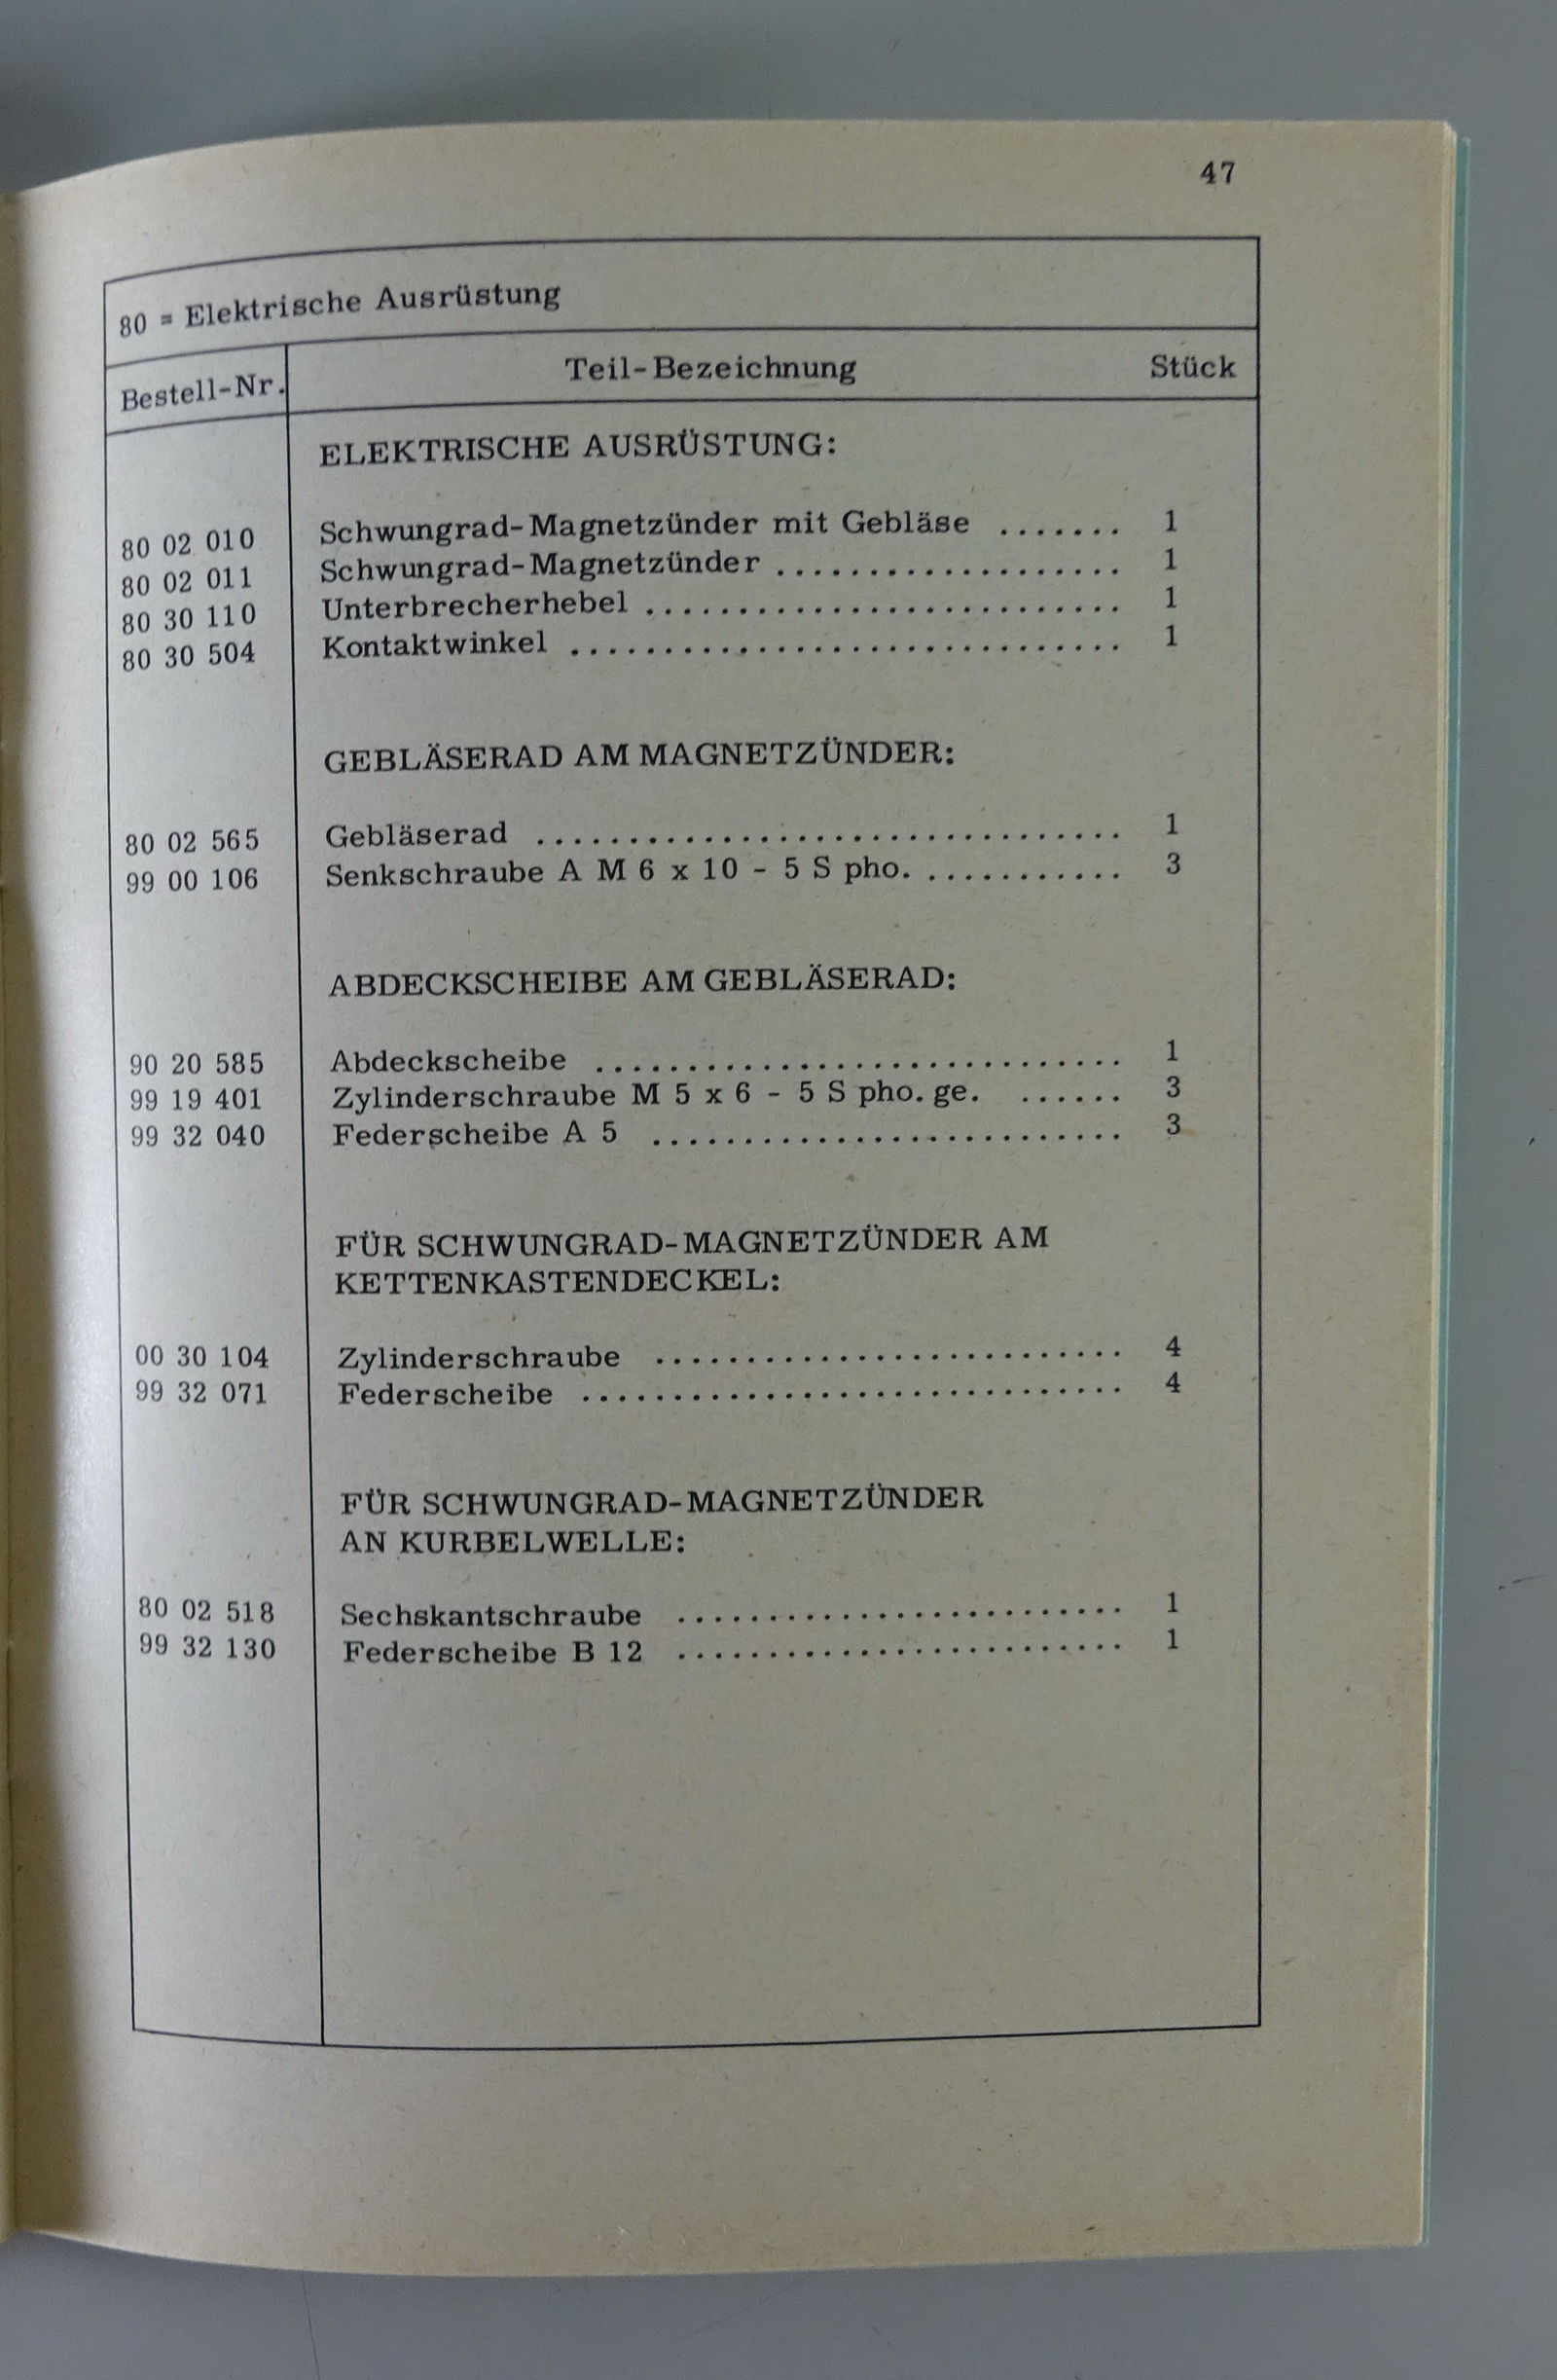 47
80 = Elektrische Ausrüstung
Bestell-Nr. Teil-Bezeichnung Stück
ELEKTRISCHE AUSRÜSTUNG:
80 02 010 Schwungrad-Magnetzünder mit Gebläse ....... 1
80 02 011 Schwungrad-Magnetzünder ................... 1
80 30 110 Unterbrecherhebel .......................... 1
80 30 504 Kontaktwinkel .............................. 1
GEBLÄSERAD AM MAGNETZÜNDER:
80 02 565 Gebläserad ................................ 1
99 00 106 Senkschraube A M 6 x 10 - 5 S pho. ........... 3
ABDECKSCHEIBE AM GEBLÄSERAD:
90 20 585 Abdeckscheibe ............................. 1
99 19 401 Zylinderschraube M 5 x 6 - 5 S pho. ge. ...... 3
99 32 040 Federscheibe A 5 .......................... 3
FÜR SCHWUNGRAD-MAGNETZÜNDER AM
KETTENKASTENDECKEL:
00 30 104 Zylinderschraube .......................... 4
99 32 071 Federscheibe .............................. 4
FÜR SCHWUNGRAD-MAGNETZÜNDER
AN KURBELWELLE:
80 02 518 Sechskantschraube ......................... 1
99 32 130 Federscheibe B 12 ......................... 1